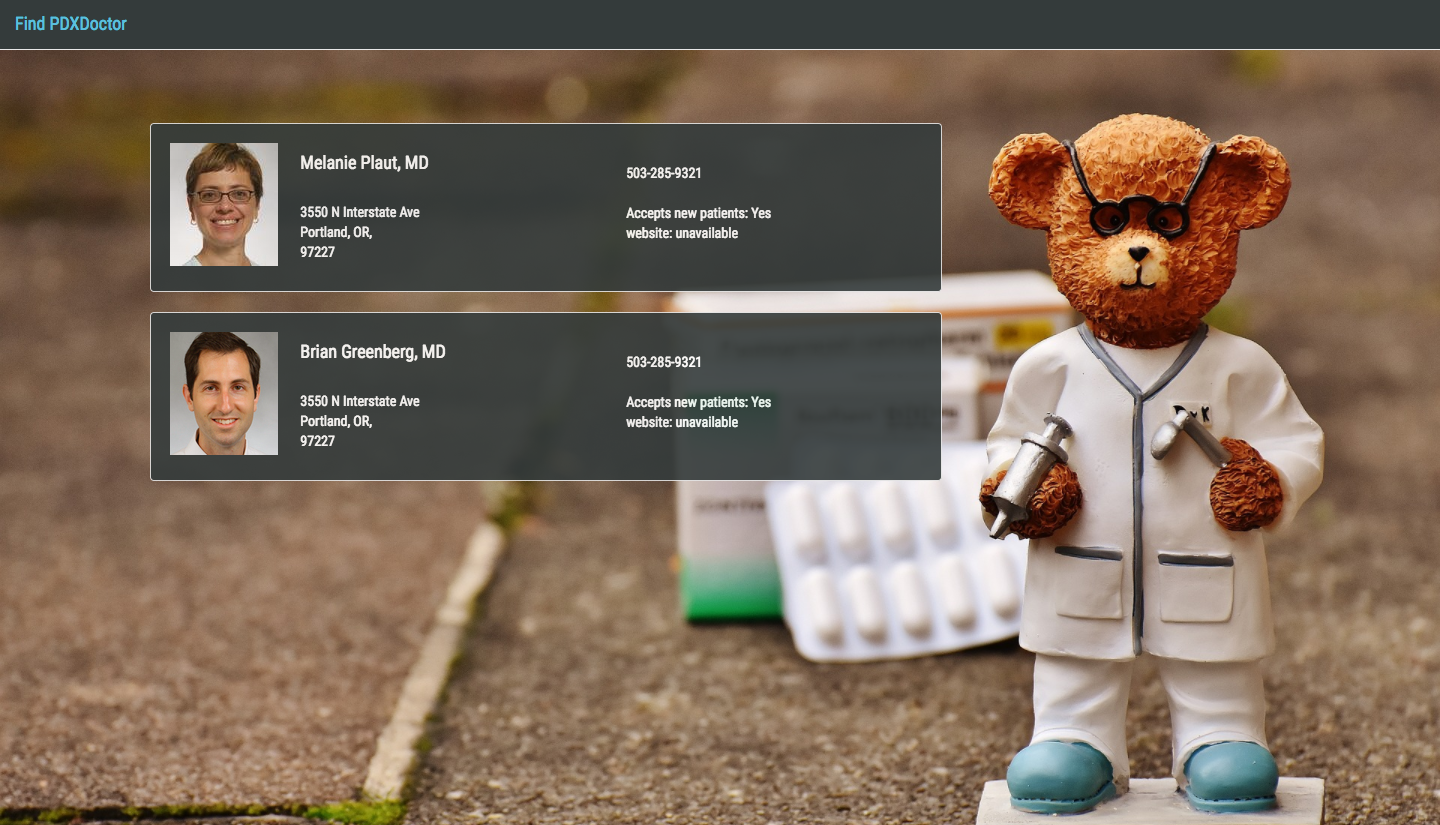 Find PDXDoctor
Melanie Plaut, MD
503-285-9321
3550 N Interstate Ave
Portland, OR,
97227
Accepts new patients: Yes
website: unavailable
Brian Greenberg, MD
503-285-9321
3550 N Interstate Ave
Portland, OR,
97227
Accepts new patients: Yes
website: unavailable